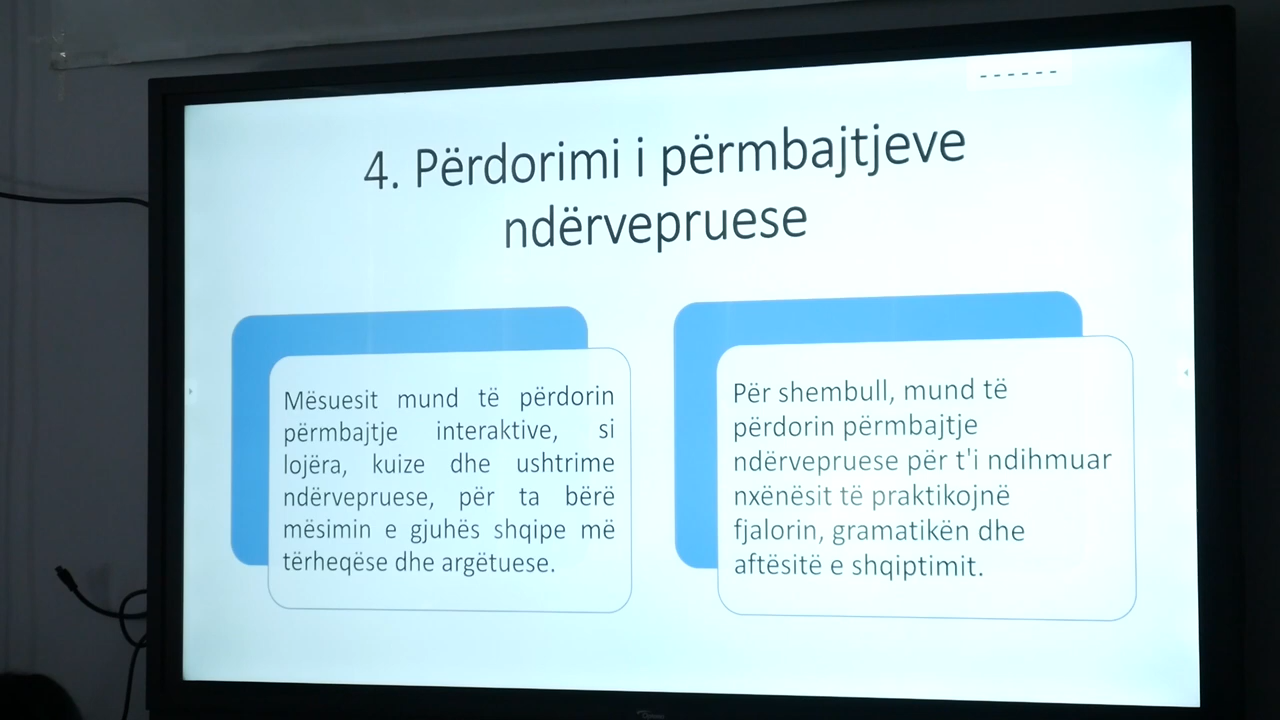 4. Përdorimi i përmbajtjeve
ndërvepruese
Mësuesit mund të përdorin
përmbajtje interaktive, si
lojëra, kuize dhe ushtrime
ndërvepruese, për ta bërë
mësimin e gjuhës shqipe më
tërheqëse dhe argëtuese.
Për shembull, mund të
përdorin përmbajtje
ndërvepruese për t'i ndihmuar
nxënësit të praktikojnë
fjalorin, gramatikën dhe
aftësitë e shqiptimit.